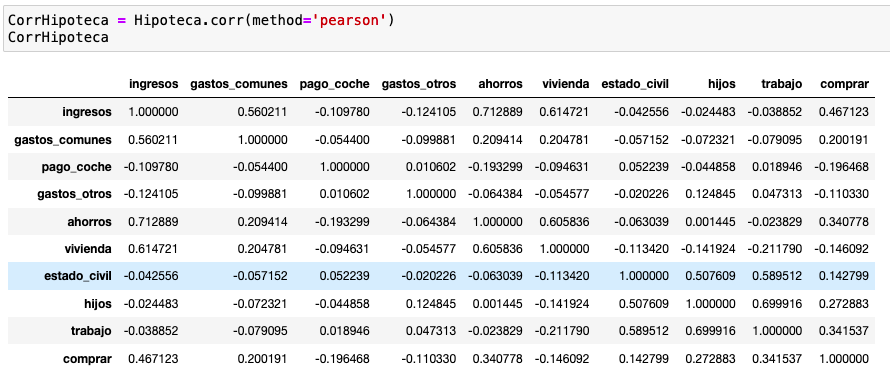 CorrHipoteca = Hipoteca.corr(method='pearson')
CorrHipoteca
ingresos gastos_comunes pago_coche gastos_otros ahorros vivienda estado_civil hijos trabajo comprar
ingresos 1.000000 0.560211 -0.109780 -0.124105 0.712889 0.614721 -0.042556 -0.024483 -0.038852 0.467123
gastos_comunes 0.560211 1.000000 -0.054400 -0.099881 0.209414 0.204781 -0.057152 -0.072321 -0.079095 0.200191
pago_coche -0.109780 -0.054400 1.000000 0.010602 -0.193299 -0.094631 0.052239 -0.044858 0.018946 -0.196468
gastos_otros -0.124105 -0.099881 0.010602 1.000000 -0.064384 -0.054577 -0.020226 0.124845 0.047313 -0.110330
ahorros 0.712889 0.209414 -0.193299 -0.064384 1.000000 0.605836 -0.063039 0.001445 -0.023829 0.340778
vivienda 0.614721 0.204781 -0.094631 -0.054577 0.605836 1.000000 -0.113420 -0.141924 -0.211790 -0.146092
estado_civil -0.042556 -0.057152 0.052239 -0.020226 -0.063039 -0.113420 1.000000 0.507609 0.589512 0.142799
hijos -0.024483 -0.072321 -0.044858 0.124845 0.001445 -0.141924 0.507609 1.000000 0.699916 0.272883
trabajo -0.038852 -0.079095 0.018946 0.047313 -0.023829 -0.211790 0.589512 0.699916 1.000000 0.341537
comprar 0.467123 0.200191 -0.196468 -0.110330 0.340778 -0.146092 0.142799 0.272883 0.341537 1.000000